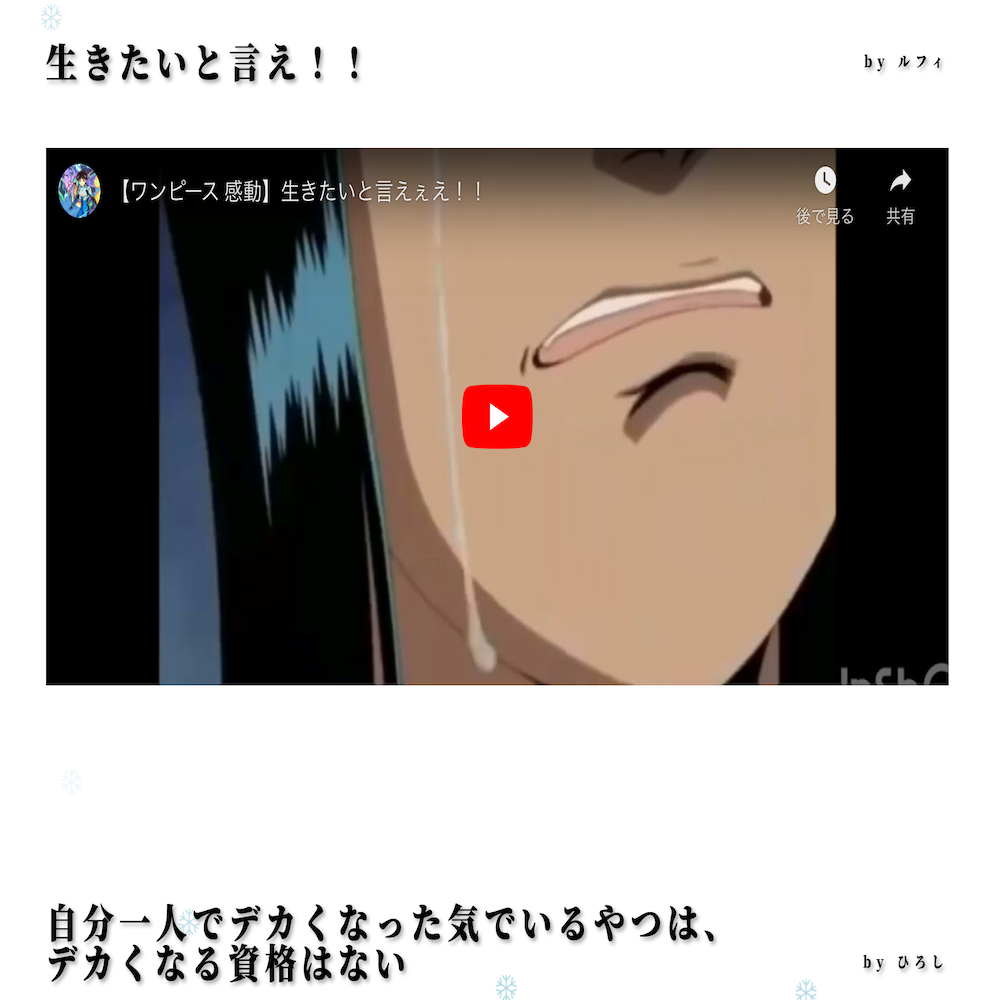 生きたいと言え！！
by ルフィ
【ワンピース 感動】生きたいと言えぇえ！！
後で見る
共有
自分一人でデカくなった気でいるやつは、
デカくなる資格はない
by ひろし